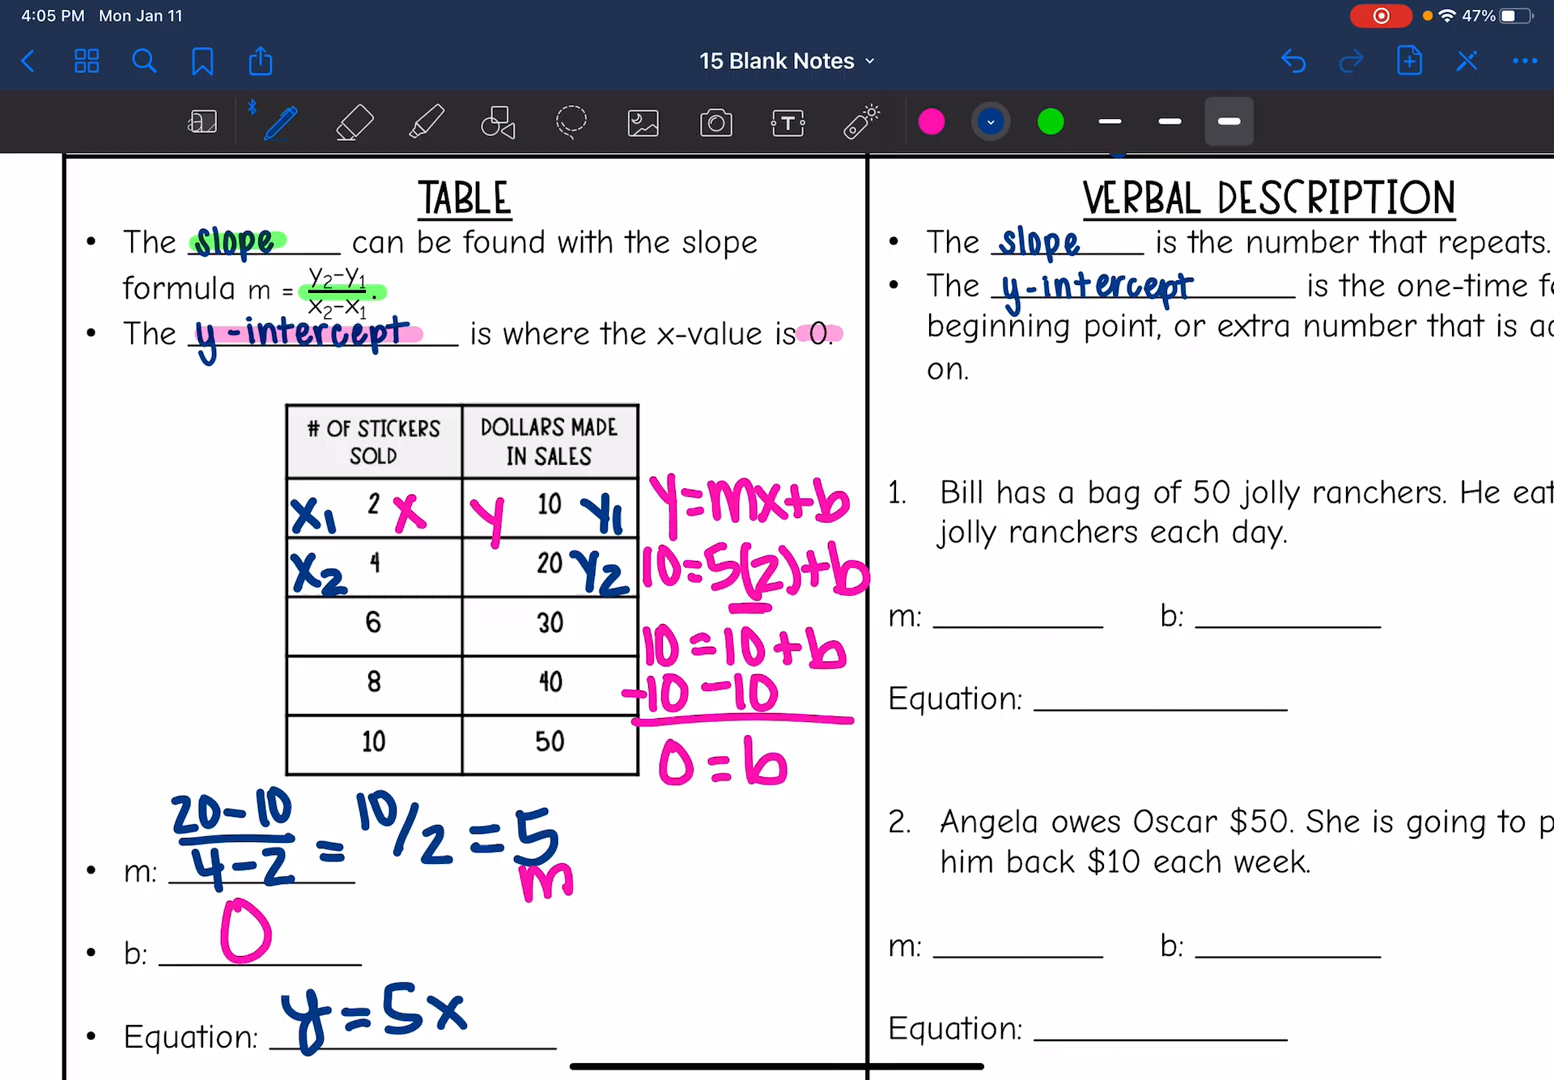 4:05 PM Mon Jan 11
47%
15 Blank Notes
TABLE
• The slope can be found with the slope
formula m = y₂-y₁/x₂-x₁.
• The y-intercept is where the x-value is 0.
# OF STICKERS SOLD DOLLARS MADE IN SALES
x₁ 2 x y 10 y₁
x₂ 4 20 y₂
6 30
8 40
10 50
y=mx+b
10=5(2)+b
10=10+b
-10 -10
0=b
• m: 20-10/4-2 = 10/2 = 5
m
• b: 0
• Equation: y=5x
VERBAL DESCRIPTION
• The slope is the number that repeats.
• The y-intercept is the one-time
beginning point, or extra number that is
on.
1. Bill has a bag of 50 jolly ranchers. He
jolly ranchers each day.
m: b:
Equation:
2. Angela owes Oscar $50. She is going to
him back $10 each week.
m: b:
Equation: